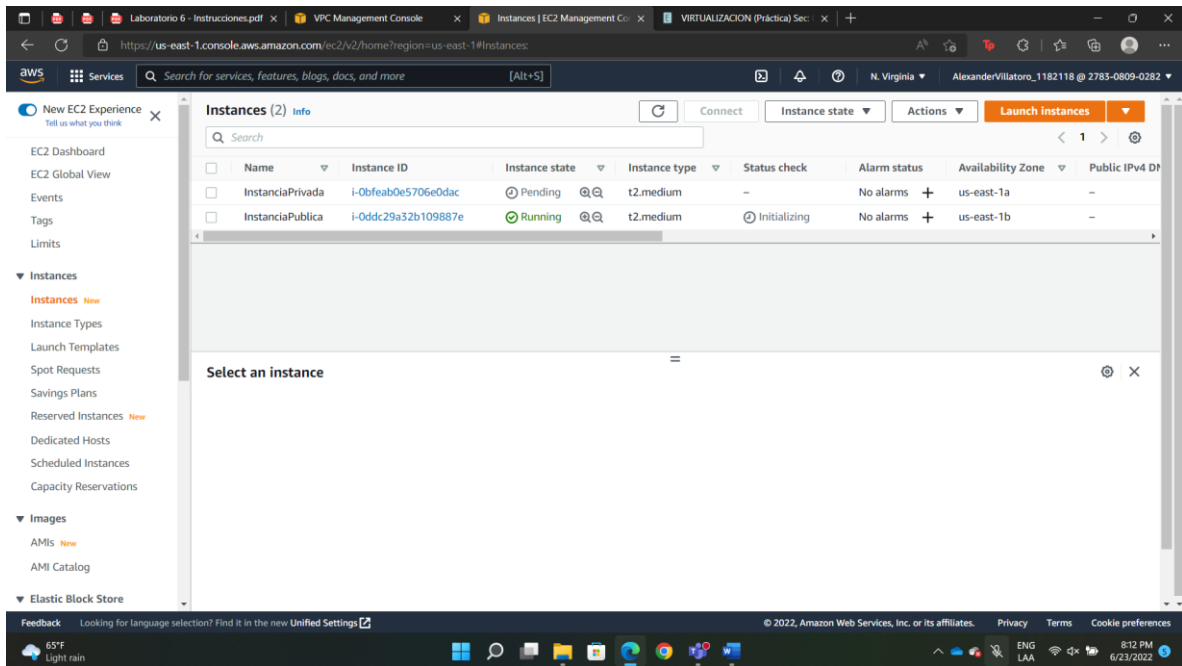 Laboratorio 6 - Instrucciones.pdf
VPC Management Console
Instances | EC2 Management Co
VIRTUALIZACION (Práctica) Sec:
https://us-east-1.console.aws.amazon.com/ec2/v2/home?region=us-east-1#Instances:
aws
Services
Search for services, features, blogs, docs, and more
[Alt+S]
N. Virginia
AlexanderVillatoro_1182118 @ 2783-0809-0282
New EC2 Experience
Tell us what you think
EC2 Dashboard
EC2 Global View
Events
Tags
Limits
Instances
Instances New
Instance Types
Launch Templates
Spot Requests
Savings Plans
Reserved Instances New
Dedicated Hosts
Scheduled Instances
Capacity Reservations
Images
AMIs New
AMI Catalog
Elastic Block Store
Instances (2) Info
Connect
Instance state
Actions
Launch instances
Search
1
Name Instance ID Instance state Instance type Status check Alarm status Availability Zone Public IPv4 DN
InstanciaPrivada i-0bfeab0e5706e0dac Pending t2.medium – No alarms + us-east-1a –
InstanciaPublica i-0ddc29a32b109887e Running t2.medium Initializing No alarms + us-east-1b –
Select an instance
Feedback Looking for language selection? Find it in the new Unified Settings
© 2022, Amazon Web Services, Inc. or its affiliates. Privacy Terms Cookie preferences
65°F
Light rain
ENG
LAA
8:12 PM
6/23/2022
5